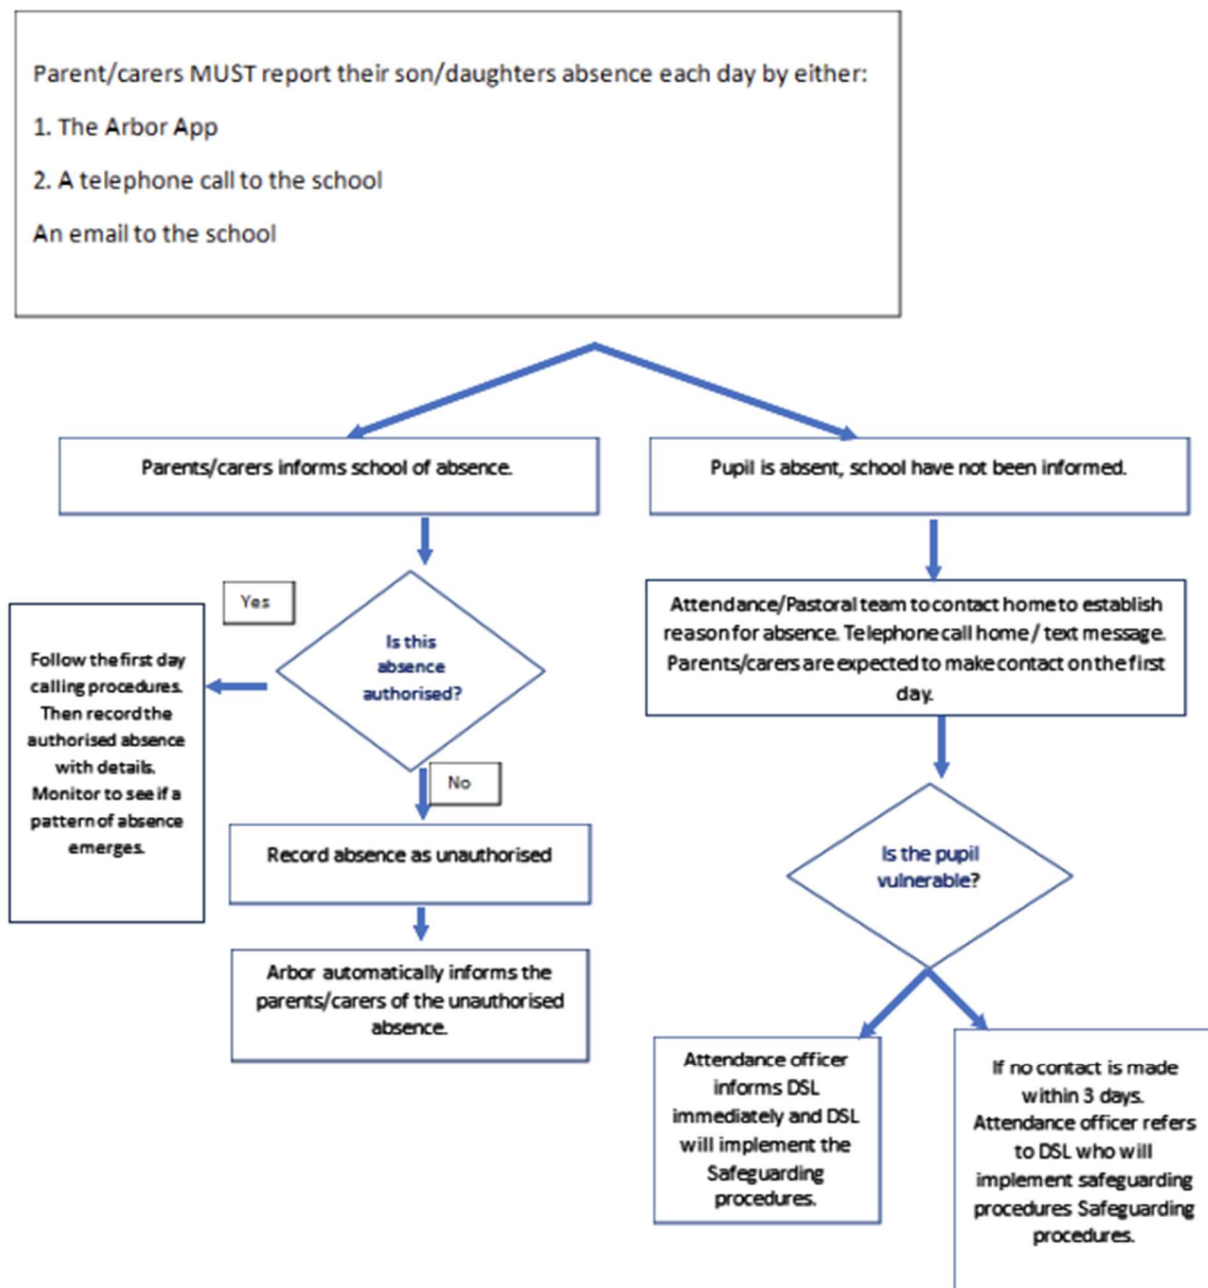 Parent/carers MUST report their son/daughters absence each day by either:
1. The Arbor App
2. A telephone call to the school
An email to the school
Parents/carers informs school of absence.
Pupil is absent, school have not been informed.
Yes
Is this
absence
authorised?
Follow the first day
calling procedures.
Then record the
authorised absence
with details.
Monitor to see if a
pattern of absence
emerges.
No
Record absence as unauthorised
Arbor automatically informs the
parents/carers of the unauthorised
absence.
Attendance/Pastoral team to contact home to establish
reason for absence. Telephone call home / text message.
Parents/carers are expected to make contact on the first
day.
Is the pupil
vulnerable?
Attendance officer
informs DSL
immediately and DSL
will implement the
Safeguarding
procedures.
If no contact is made
within 3 days.
Attendance officer refers
to DSL who will
implement safeguarding
procedures Safeguarding
procedures.